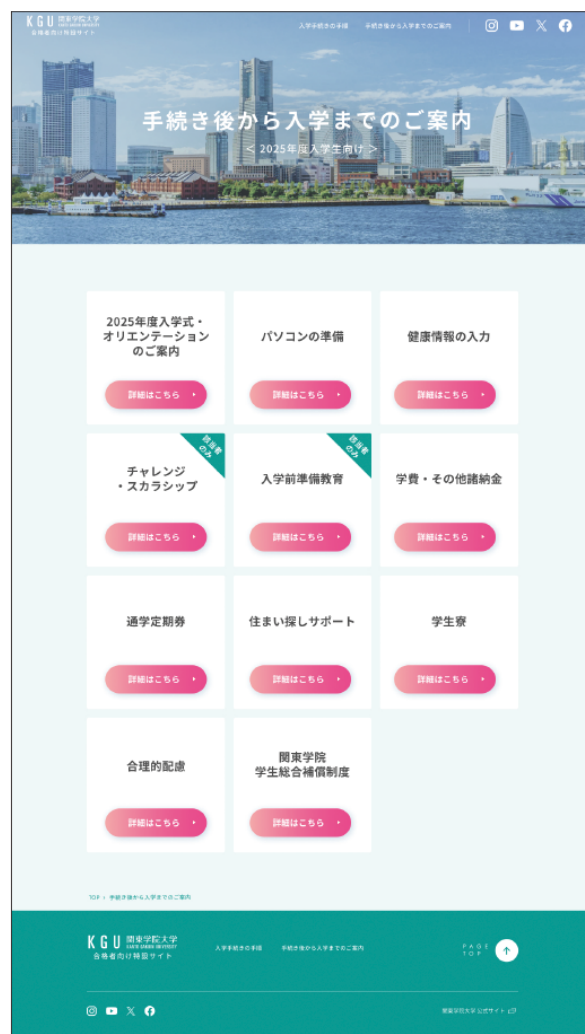 KGU 関東学院大学
KANTO GAKUIN UNIVERSITY
合格者向け特設サイト
入学手続きの手順
手続き後から入学までのご案内
手続き後から入学までのご案内
＜ 2025年度入学生向け ＞
2025年度入学式・
オリエンテーション
のご案内
詳細はこちら
パソコンの準備
詳細はこちら
健康情報の入力
詳細はこちら
該当者
のみ
チャレンジ
・スカラシップ
詳細はこちら
該当者
のみ
入学前準備教育
詳細はこちら
学費・その他諸納金
詳細はこちら
通学定期券
詳細はこちら
住まい探しサポート
詳細はこちら
学生寮
詳細はこちら
合理的配慮
詳細はこちら
関東学院
学生総合補償制度
詳細はこちら
TOP > 手続き後から入学までのご案内
KGU 関東学院大学
KANTO GAKUIN UNIVERSITY
合格者向け特設サイト
入学手続きの手順
手続き後から入学までのご案内
PAGE
TOP
関東学院大学 公式サイト